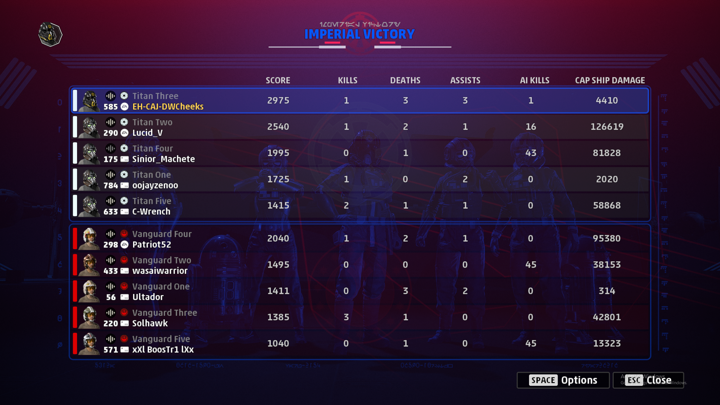 IMPERIAL VICTORY
SCORE KILLS DEATHS ASSISTS AI KILLS CAP SHIP DAMAGE
Titan Three
585 EH-CAJ-DWCheeks 2975 1 3 3 1 4410
Titan Two
290 Lucid_V 2540 1 2 1 16 126619
Titan Four
175 Sinior_Machete 1995 0 1 0 43 81828
Titan One
784 oojayzenoo 1725 1 0 2 0 2020
Titan Five
633 C-Wrench 1415 2 1 1 0 58868
Vanguard Four
298 Patriot52 2040 1 2 1 0 95380
Vanguard Two
433 wasaiwarrior 1495 0 0 0 45 38153
Vanguard One
56 Ultador 1411 0 3 2 0 314
Vanguard Three
220 Solhawk 1385 3 1 0 0 42801
Vanguard Five
571 xXl BoosTr1 lXx 1040 0 1 0 45 13323
SPACE Options ESC Close